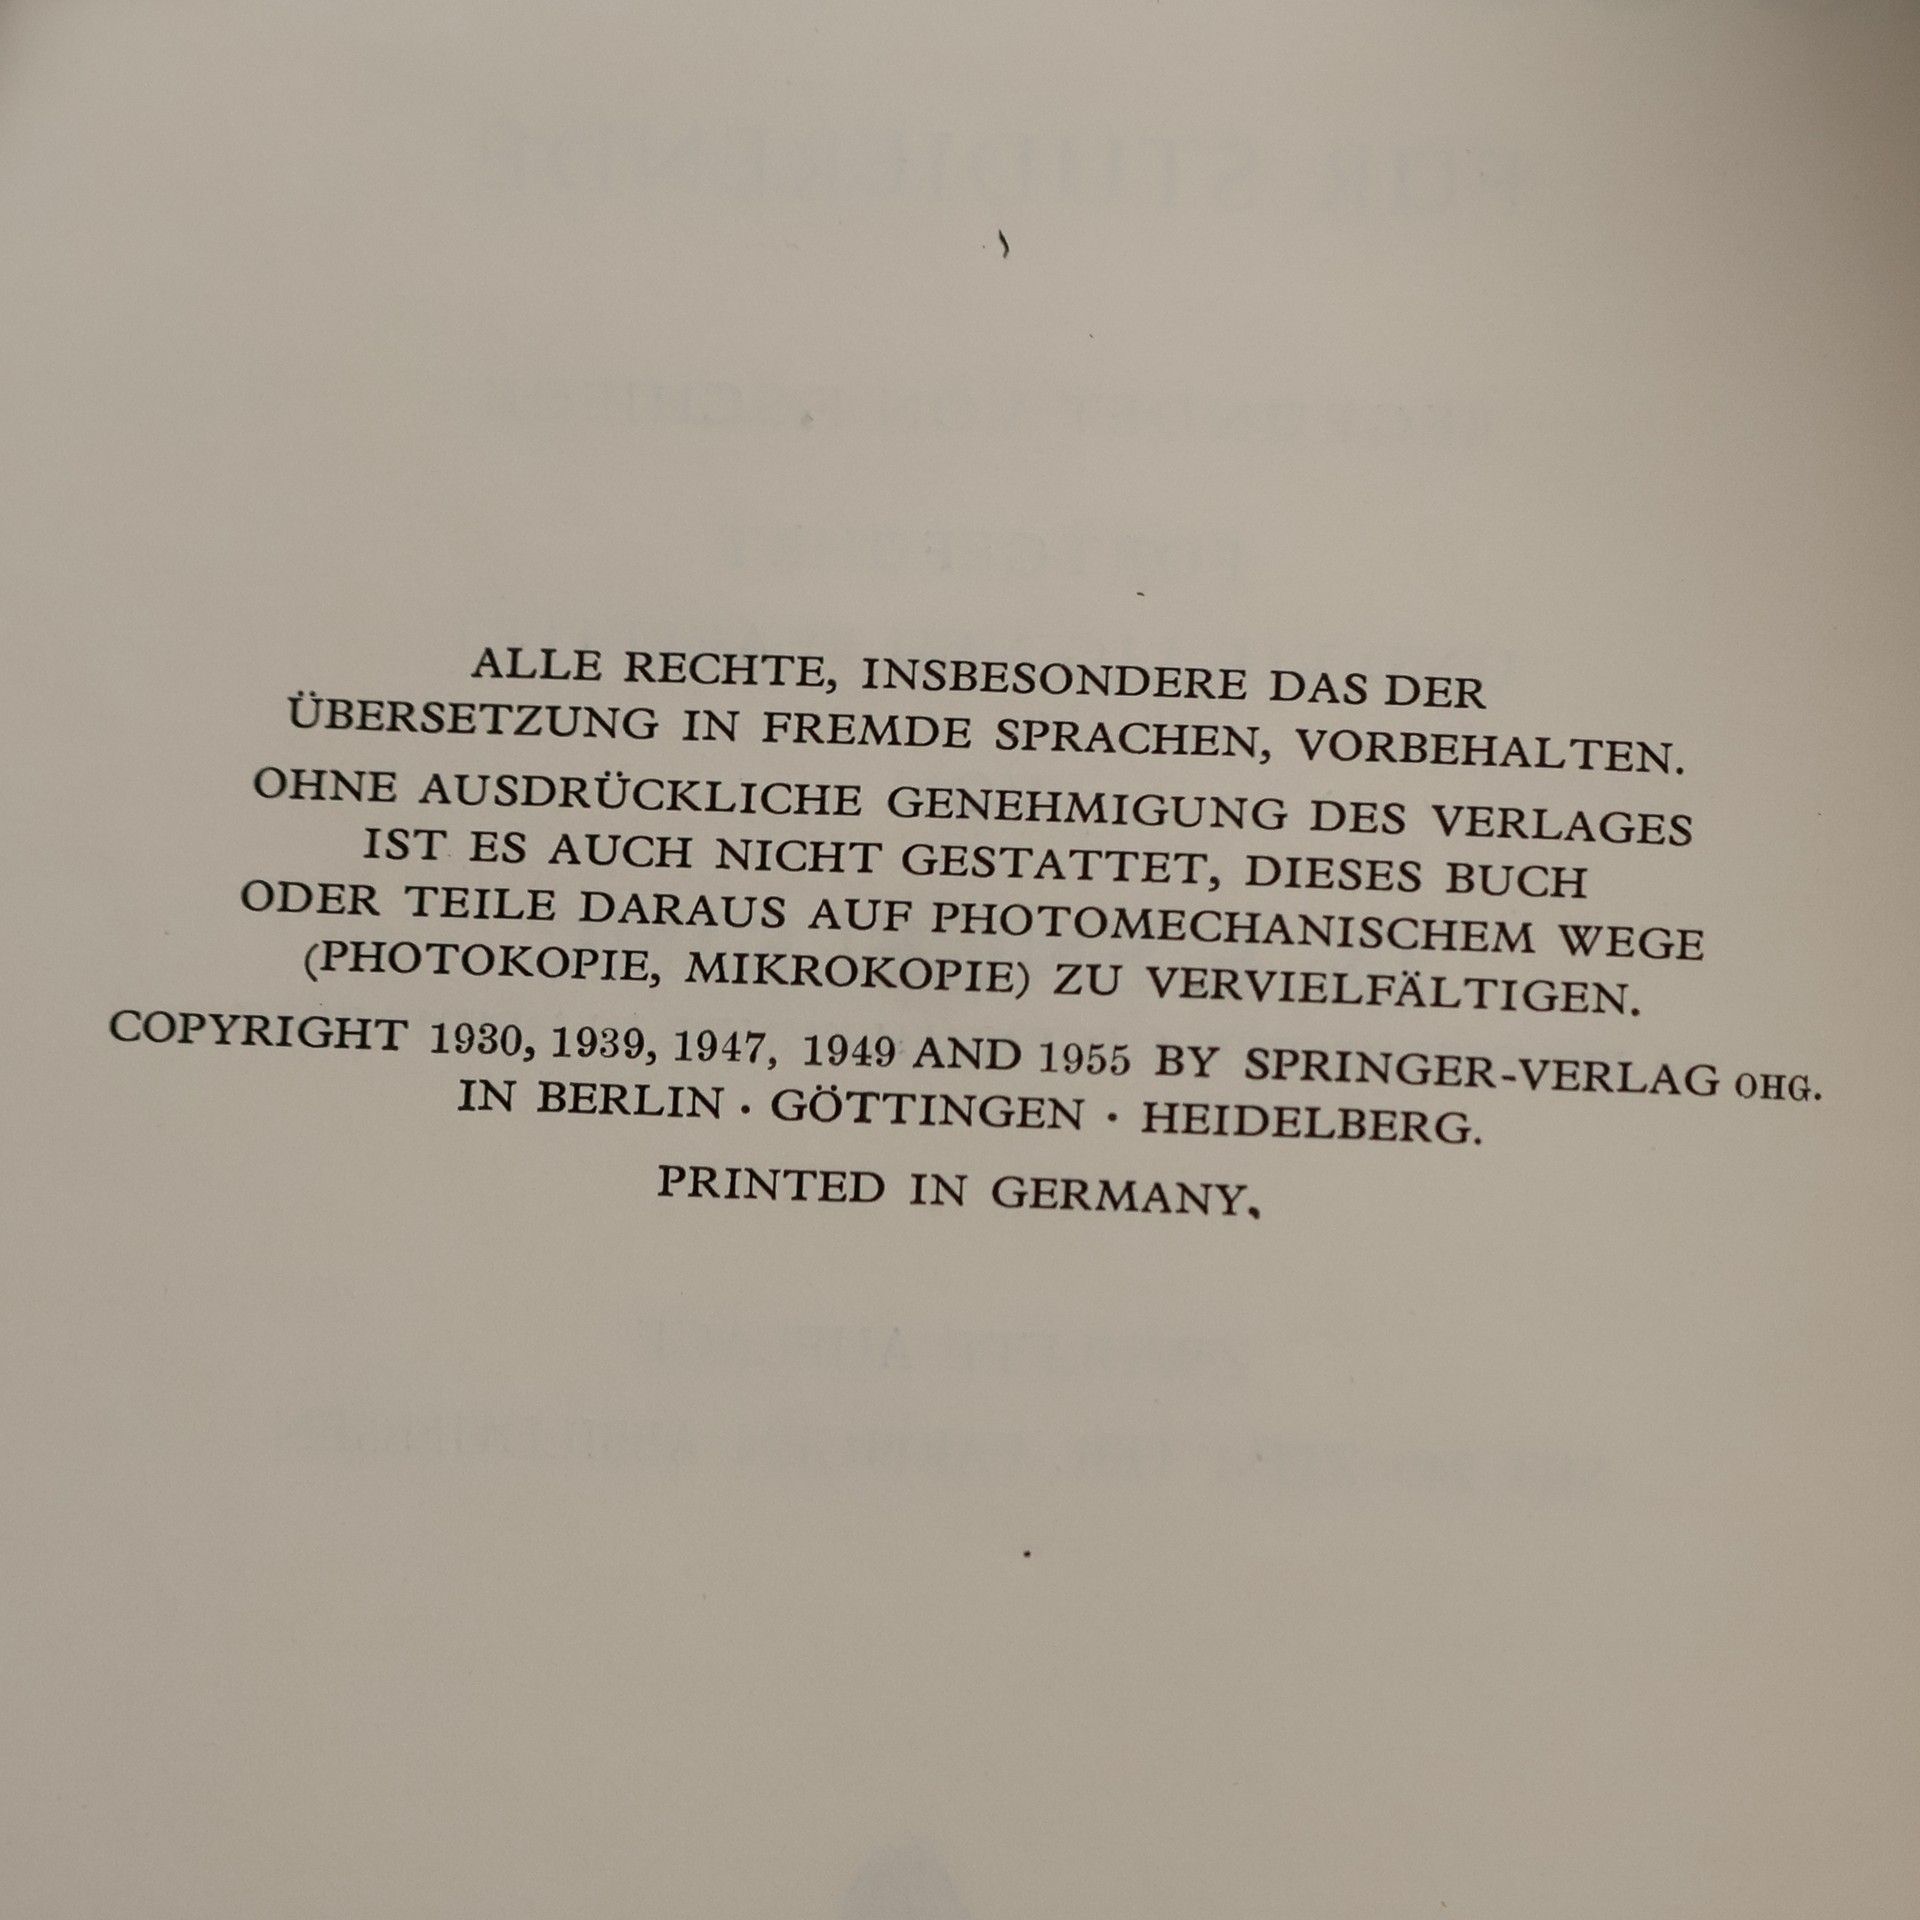 ALLE RECHTE, INSBESONDERE DAS DER
ÜBERSETZUNG IN FREMDE SPRACHEN, VORBEHALTEN.
OHNE AUSDRÜCKLICHE GENEHMIGUNG DES VERLAGES
IST ES AUCH NICHT GESTATTET, DIESES BUCH
ODER TEILE DARAUS AUF PHOTOMECHANISCHEM WEGE
(PHOTOKOPIE, MIKROKOPIE) ZU VERVIELFÄLTIGEN.
COPYRIGHT 1930, 1939, 1947, 1949 AND 1955 BY SPRINGER-VERLAG OHG.
IN BERLIN · GÖTTINGEN · HEIDELBERG.
PRINTED IN GERMANY.